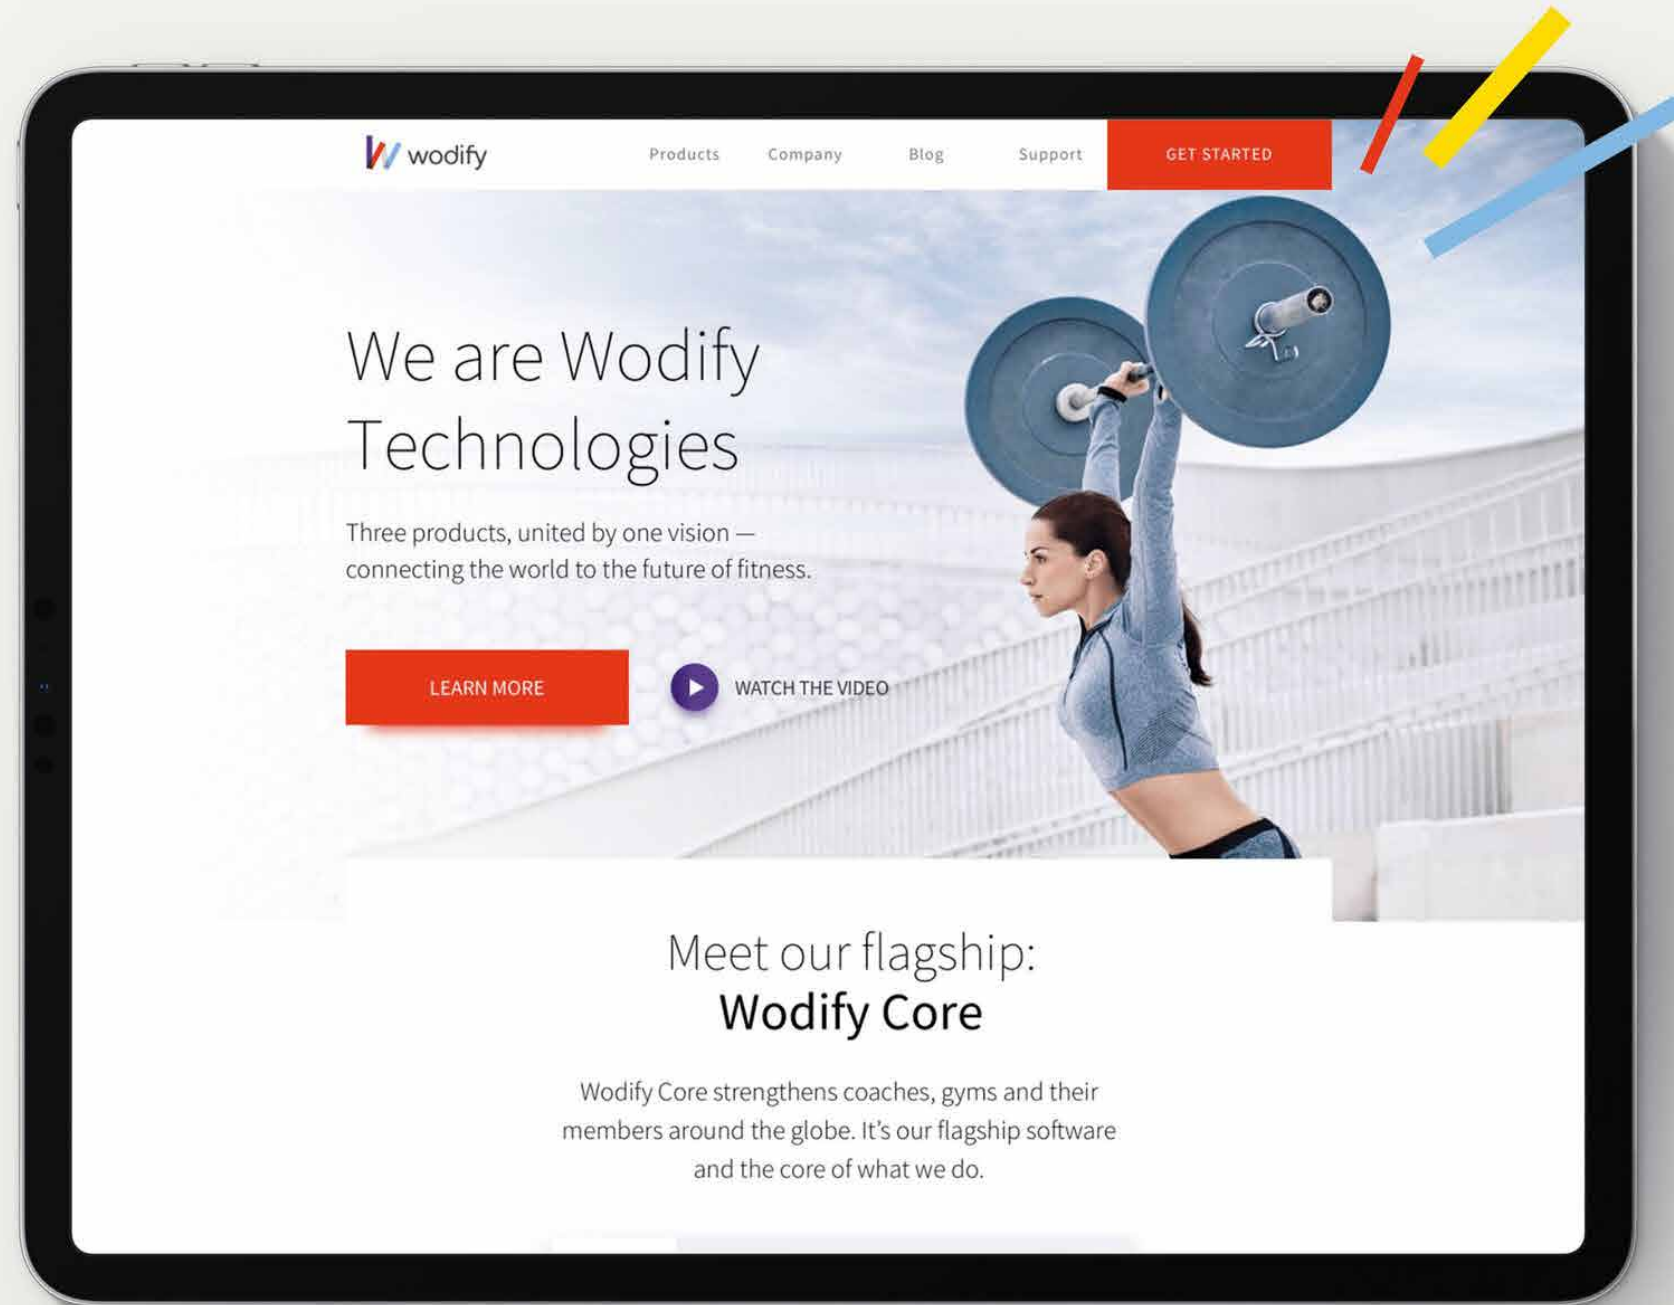 wodify
Products Company Blog Support GET STARTED
We are Wodify
Technologies
Three products, united by one vision —
connecting the world to the future of fitness.
LEARN MORE
WATCH THE VIDEO
Meet our flagship:
Wodify Core
Wodify Core strengthens coaches, gyms and their
members around the globe. It's our flagship software
and the core of what we do.